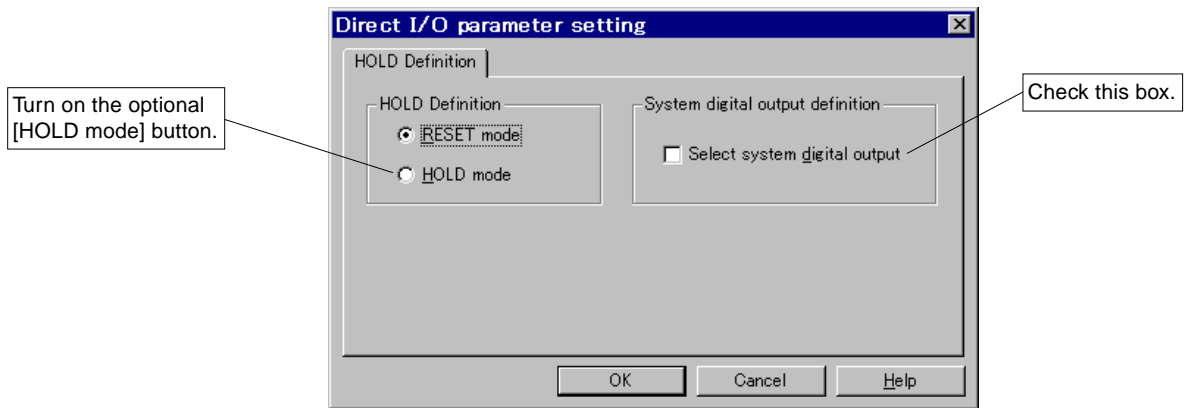 Direct I/O parameter setting
HOLD Definition
Turn on the optional
[HOLD mode] button.
HOLD Definition
RESET mode
HOLD mode
System digital output definition
Select system digital output
Check this box.
OK
Cancel
Help